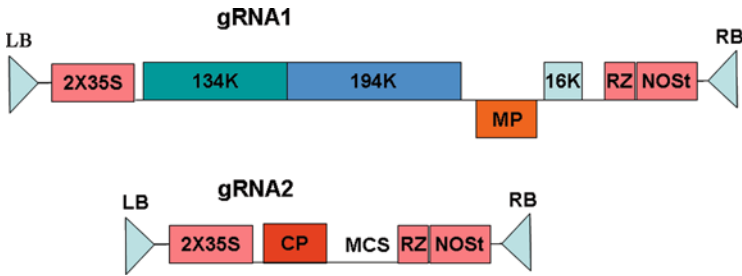 gRNA1
LB 2X35S 134K 194K MP 16K RZ NOSt RB
gRNA2
LB 2X35S CP MCS RZ NOSt RB